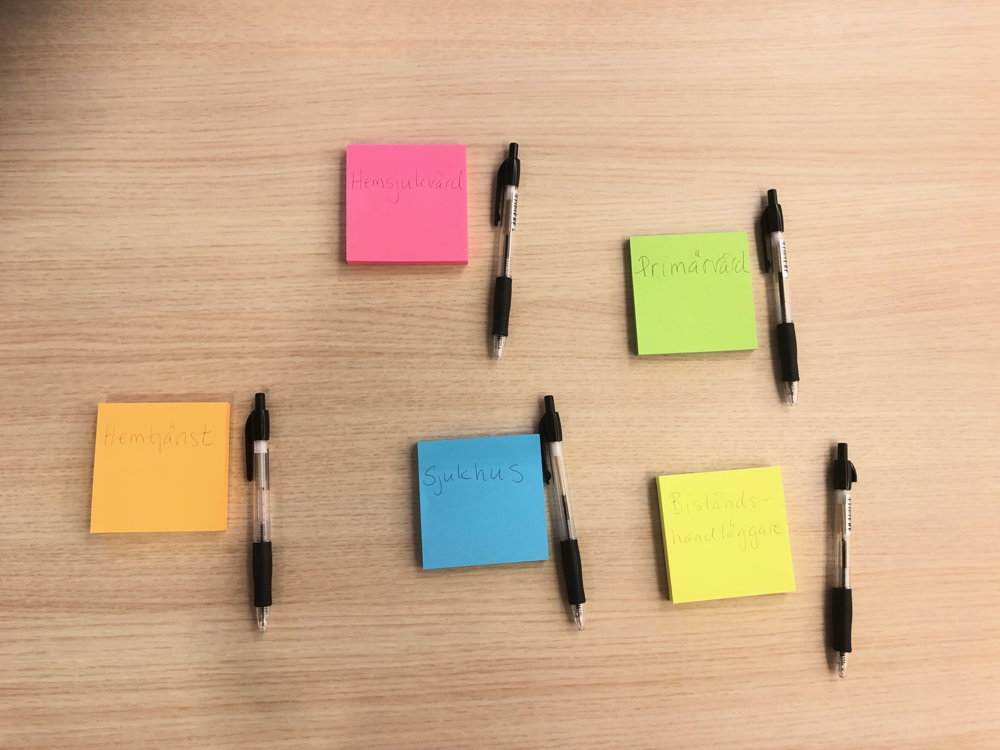 Hemsjukvård
Primärvård
Hemtjänst
Sjukhus
Bistånds-
handläggare